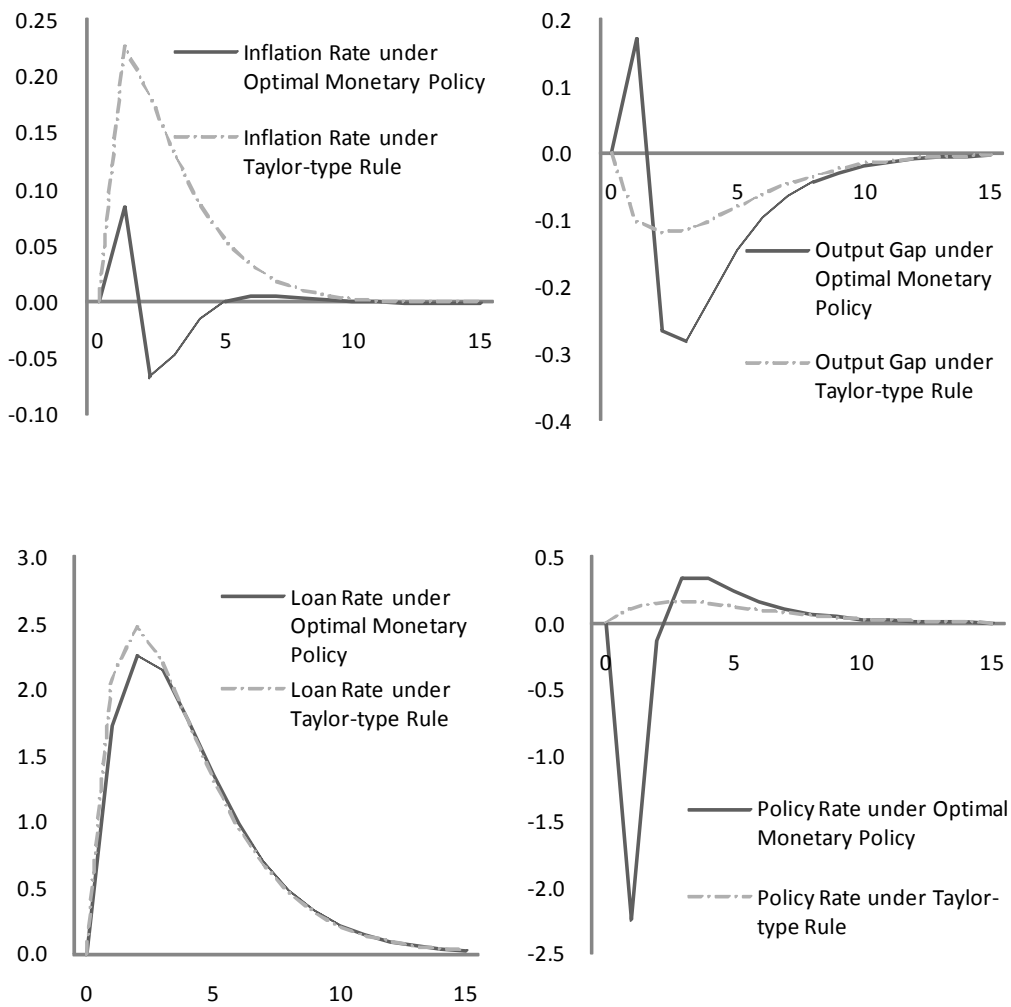 0.25
0.20
0.15
0.10
0.05
0.00
-0.05
-0.10
0 5 10 15
Inflation Rate under
Optimal Monetary Policy
Inflation Rate under
Taylor-type Rule
0.2
0.1
0.0
-0.1
-0.2
-0.3
-0.4
0 5 10 15
Output Gap under
Optimal Monetary
Policy
Output Gap under
Taylor-type Rule
3.0
2.5
2.0
1.5
1.0
0.5
0.0
0 5 10 15
Loan Rate under
Optimal Monetary
Policy
Loan Rate under
Taylor-type Rule
0.5
0.0
-0.5
-1.0
-1.5
-2.0
-2.5
0 5 10 15
Policy Rate under Optimal
Monetary Policy
Policy Rate under Taylor-
type Rule